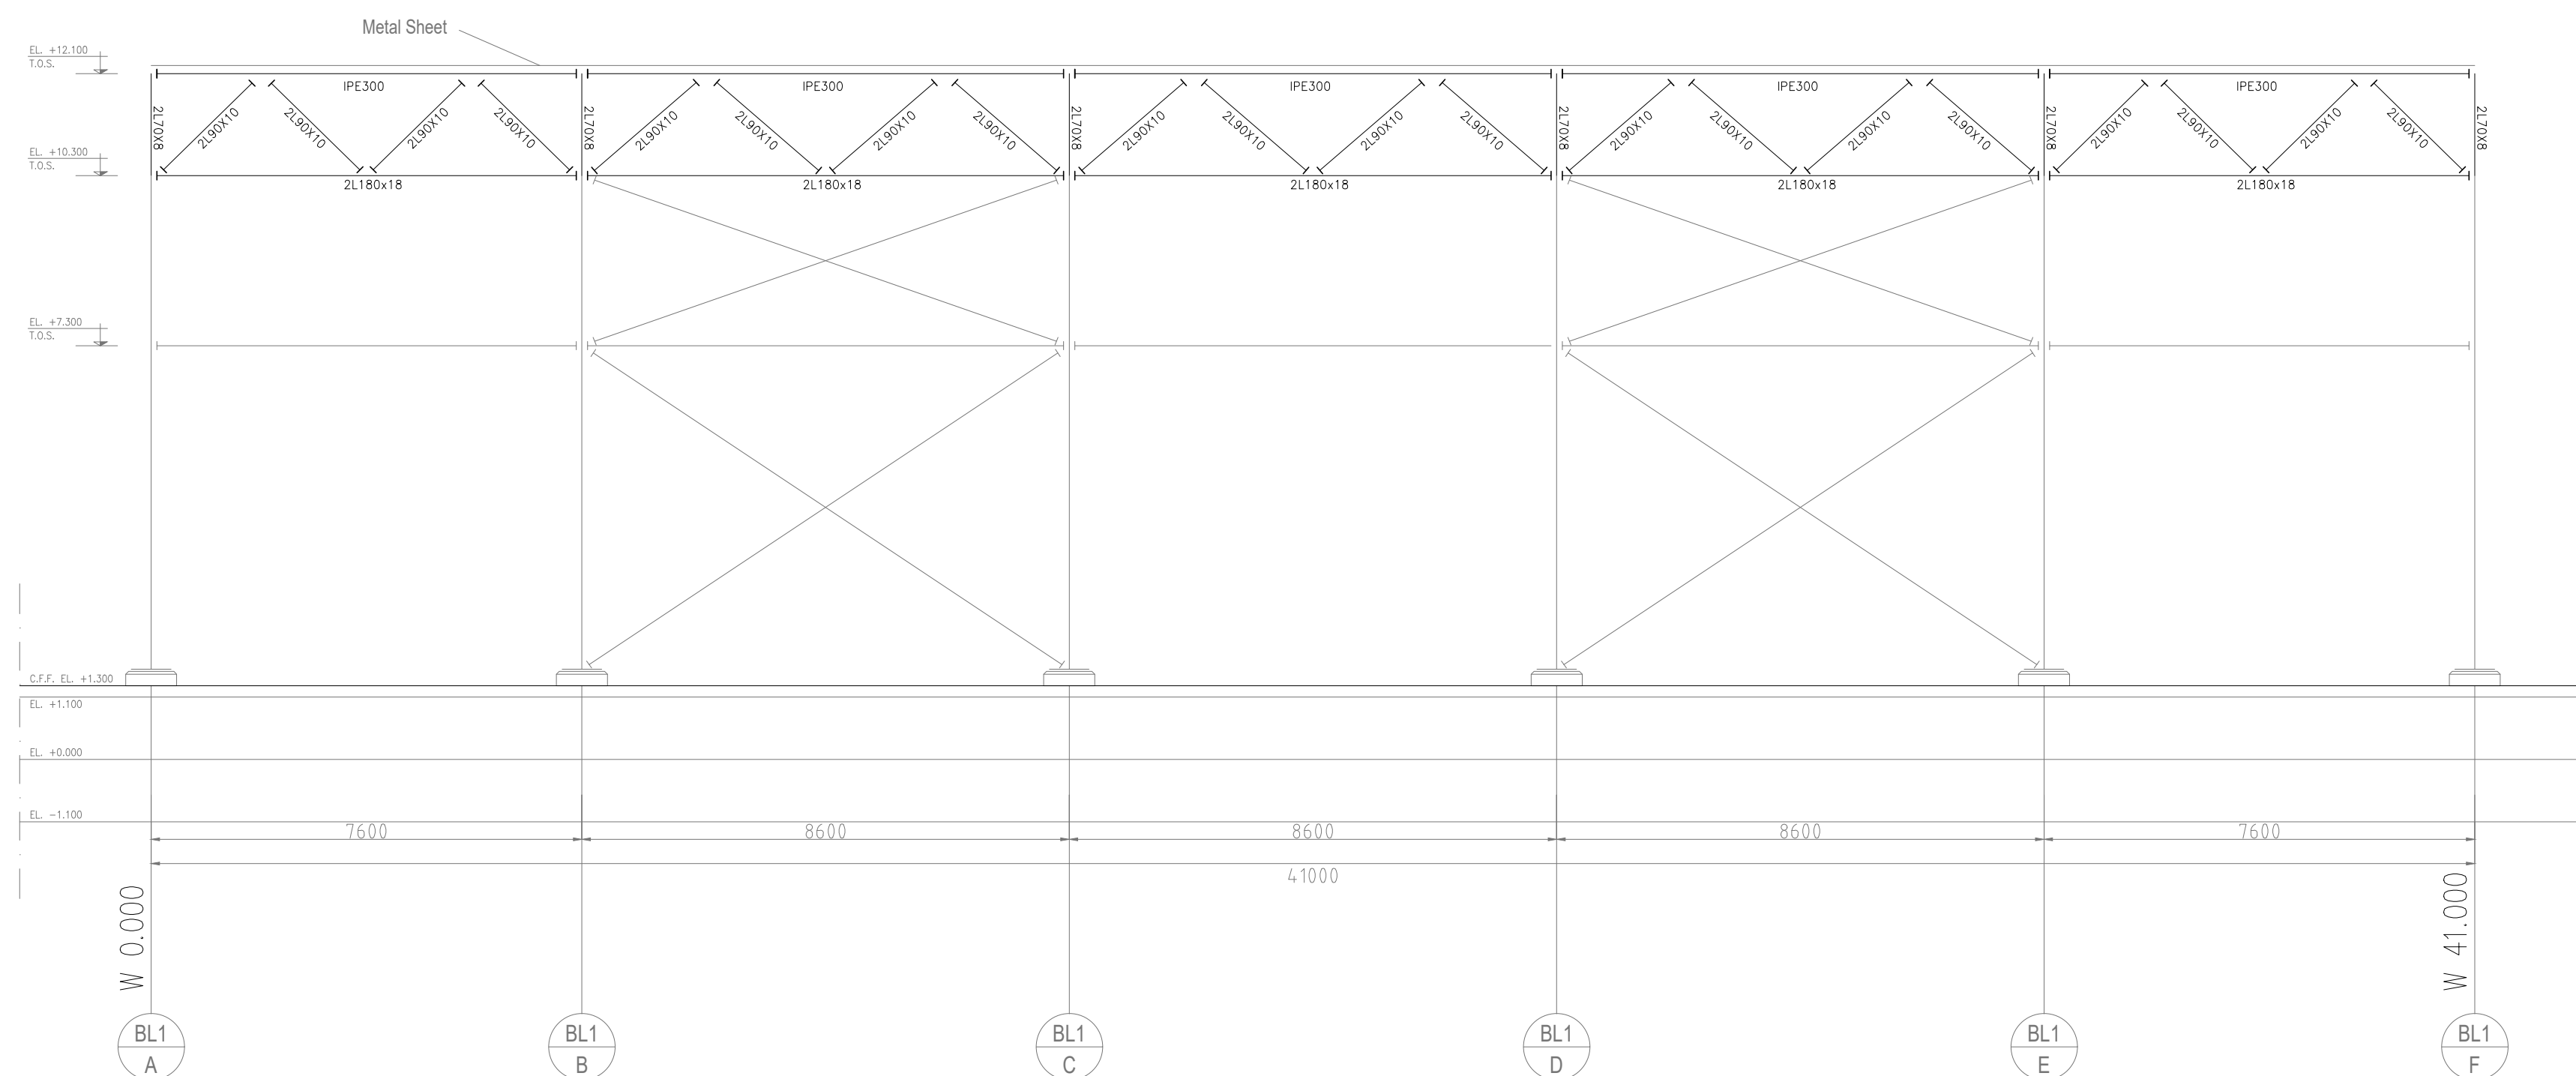 Metal Sheet
EL. +12.100
T.O.S.
IPE300
IPE300
IPE300
IPE300
IPE300
2L70X8
2L90X10
2L90X10
2L90X10
2L90X10
2L70X8
2L90X10
2L90X10
2L90X10
2L90X10
2L70X8
2L90X10
2L90X10
2L90X10
2L90X10
2L70X8
2L90X10
2L90X10
2L90X10
2L90X10
2L70X8
2L90X10
2L90X10
2L90X10
2L90X10
2L70X8
EL. +10.300
T.O.S.
2L180x18
2L180x18
2L180x18
2L180x18
2L180x18
EL. +7.300
T.O.S.
C.F.F. EL. +1.300
EL. +1.100
EL. +0.000
EL. -1.100
7600
8600
8600
8600
7600
41000
W 0.000
W 41.000
BL1
A
BL1
B
BL1
C
BL1
D
BL1
E
BL1
F